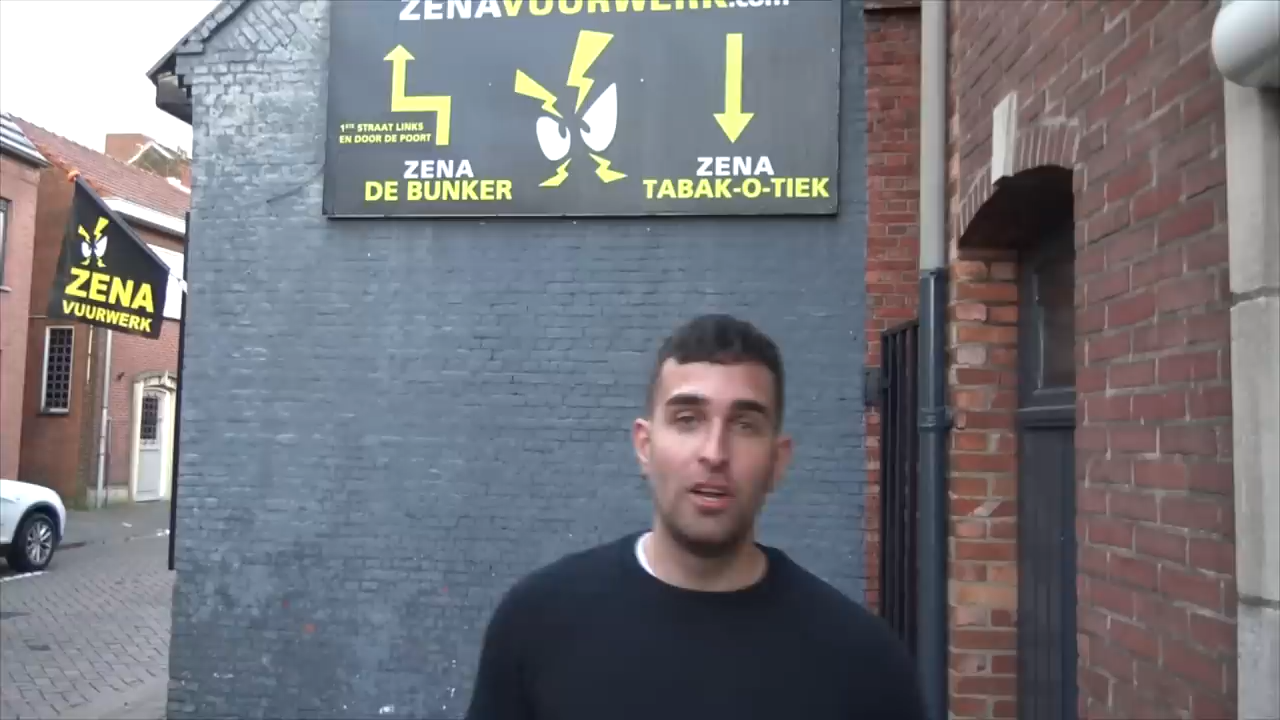 ZENAVUURWERK.com
1STE STRAAT LINKS
EN DOOR DE POORT
ZENA
DE BUNKER
ZENA
TABAK-O-TIEK
ZENA
VUURWERK